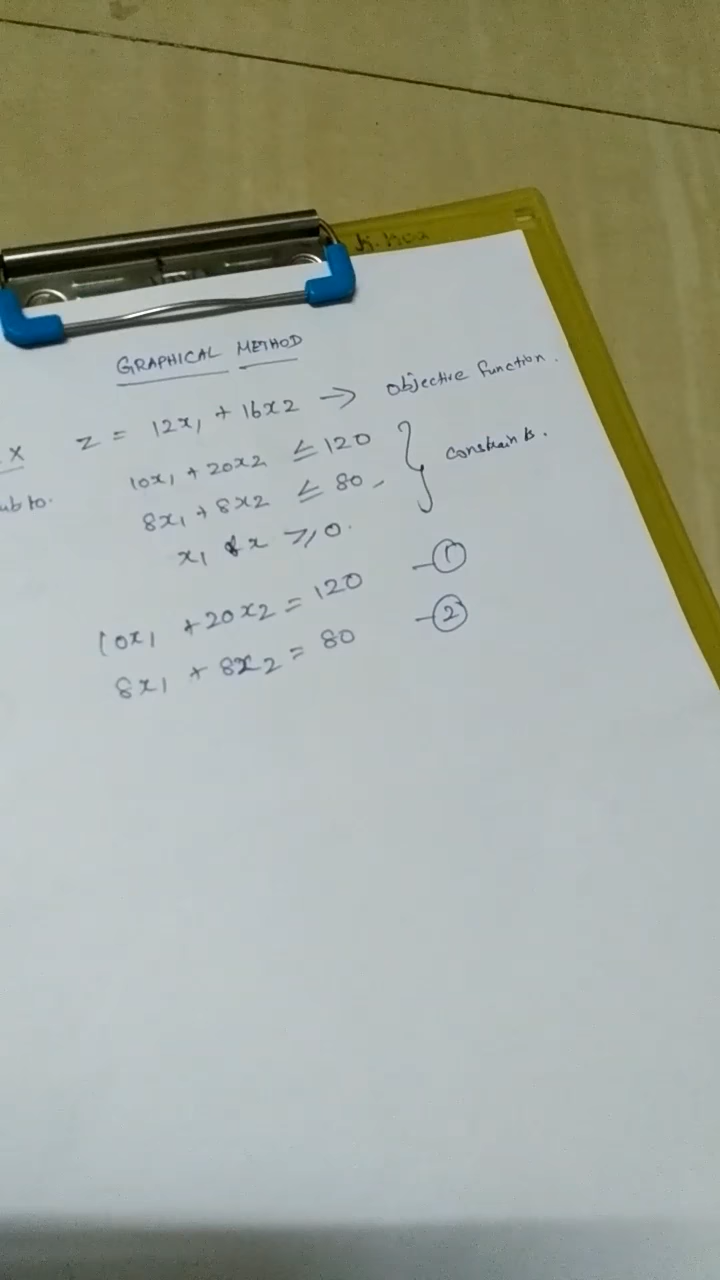 GRAPHICAL METHOD
x z = 12x1 + 16x2 → objective function.
ub to. 10x1 + 20x2 ≤ 120
8x1 + 8x2 ≤ 80 constraints.
x1 & x ≥ 0.
10x1 + 20x2 = 120 -①
8x1 + 8x2 = 80 -②